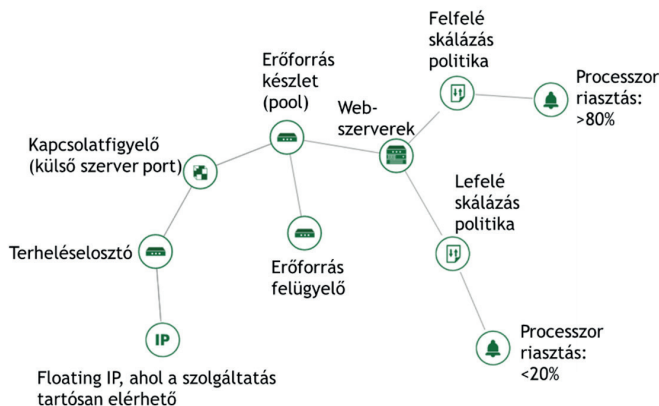 Felfelé
skálázás
politika
Processzor
riasztás:
>80%
Erőforrás
készlet
(pool)
Web-
szerverek
Kapcsolatfigyelő
(külső szerver port)
Lefelé
skálázás
politika
Terheléselosztó
Erőforrás
felügyelő
IP
Processzor
riasztás:
<20%
Floating IP, ahol a szolgáltatás
tartósan elérhető